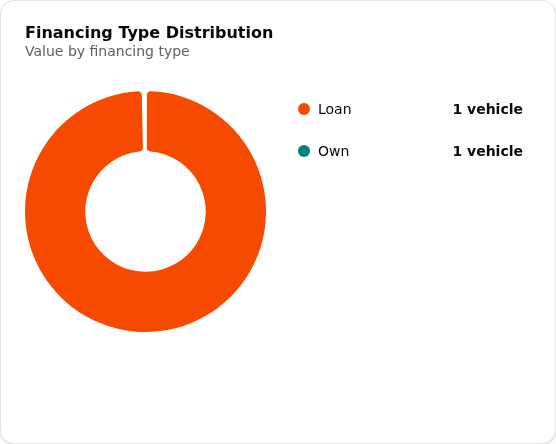 Financing Type Distribution
Value by financing type
Loan 1 vehicle
Own 1 vehicle